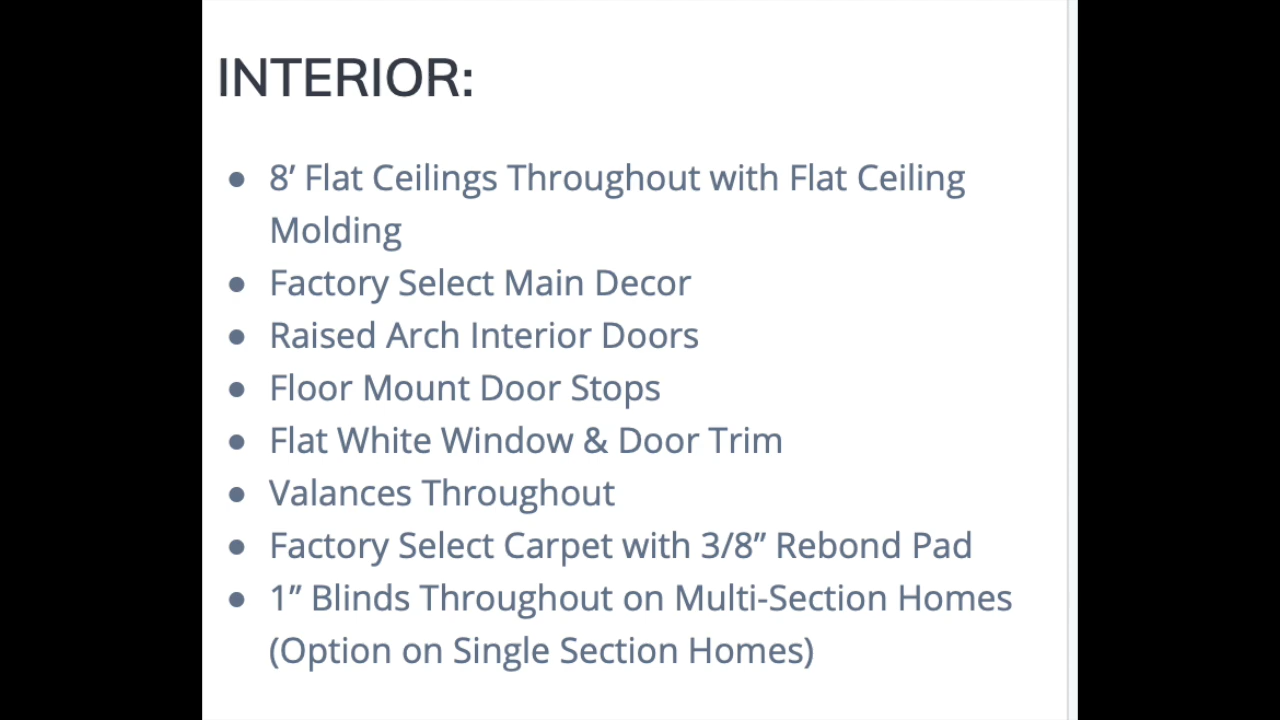 INTERIOR:
● 8’ Flat Ceilings Throughout with Flat Ceiling
Molding
● Factory Select Main Decor
● Raised Arch Interior Doors
● Floor Mount Door Stops
● Flat White Window & Door Trim
● Valances Throughout
● Factory Select Carpet with 3/8” Rebond Pad
● 1” Blinds Throughout on Multi-Section Homes
(Option on Single Section Homes)